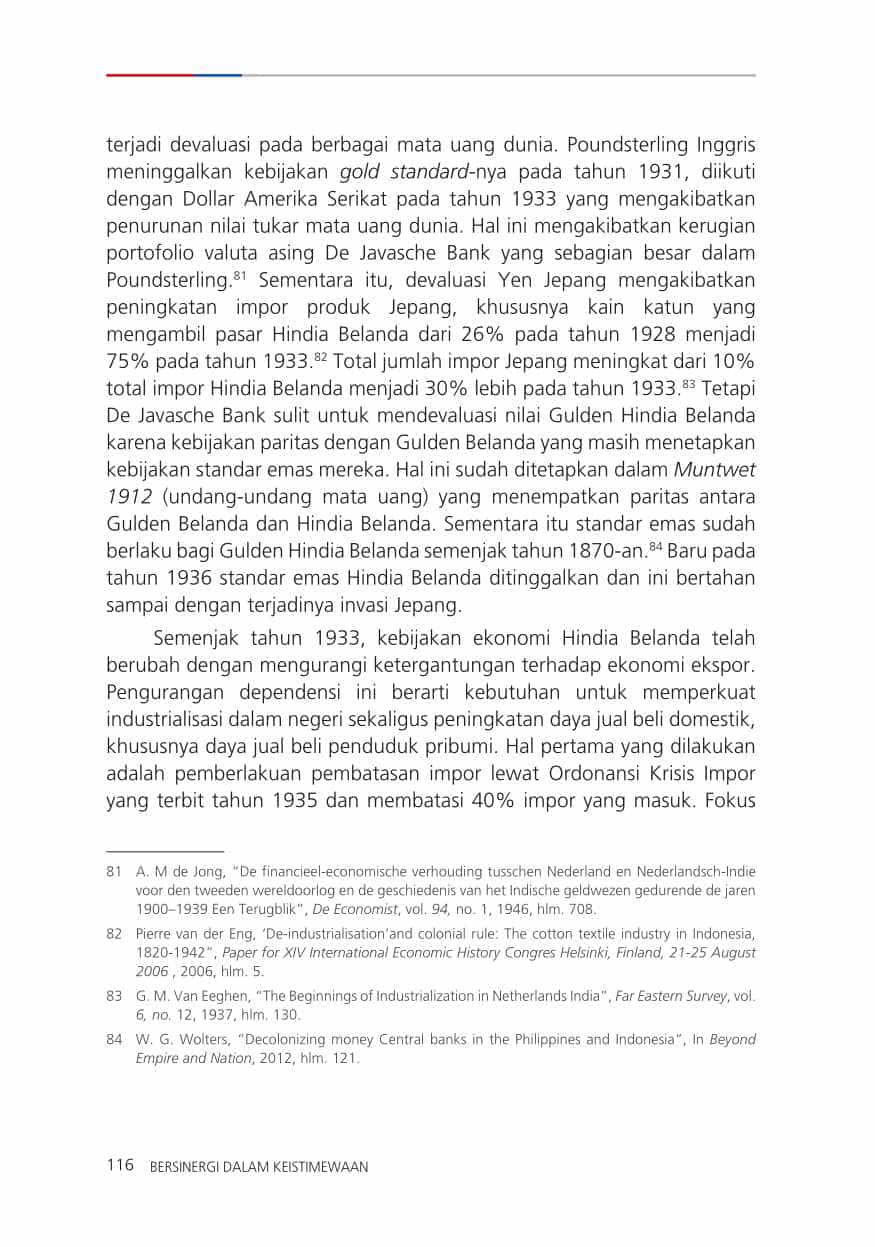 terjadi devaluasi pada berbagai mata uang dunia. Poundsterling Inggris
meninggalkan kebijakan gold standard-nya pada tahun 1931, diikuti
dengan Dollar Amerika Serikat pada tahun 1933 yang mengakibatkan
penurunan nilai tukar mata uang dunia. Hal ini mengakibatkan kerugian
portofolio valuta asing De Javasche Bank yang sebagian besar dalam
Poundsterling.81 Sementara itu, devaluasi Yen Jepang mengakibatkan
peningkatan impor produk Jepang, khususnya kain katun yang
mengambil pasar Hindia Belanda dari 26% pada tahun 1928 menjadi
75% pada tahun 1933.82 Total jumlah impor Jepang meningkat dari 10%
total impor Hindia Belanda menjadi 30% lebih pada tahun 1933.83 Tetapi
De Javasche Bank sulit untuk mendevaluasi nilai Gulden Hindia Belanda
karena kebijakan paritas dengan Gulden Belanda yang masih menetapkan
kebijakan standar emas mereka. Hal ini sudah ditetapkan dalam Muntwet
1912 (undang-undang mata uang) yang menempatkan paritas antara
Gulden Belanda dan Hindia Belanda. Sementara itu standar emas sudah
berlaku bagi Gulden Hindia Belanda semenjak tahun 1870-an.84 Baru pada
tahun 1936 standar emas Hindia Belanda ditinggalkan dan ini bertahan
sampai dengan terjadinya invasi Jepang.
Semenjak tahun 1933, kebijakan ekonomi Hindia Belanda telah
berubah dengan mengurangi ketergantungan terhadap ekonomi ekspor.
Pengurangan dependensi ini berarti kebutuhan untuk memperkuat
industrialisasi dalam negeri sekaligus peningkatan daya jual beli domestik,
khususnya daya jual beli penduduk pribumi. Hal pertama yang dilakukan
adalah pemberlakuan pembatasan impor lewat Ordonansi Krisis Impor
yang terbit tahun 1935 dan membatasi 40% impor yang masuk. Fokus
81 A. M de Jong, “De financieel-economische verhouding tusschen Nederland en Nederlandsch-Indie
voor den tweeden wereldoorlog en de geschiedenis van het Indische geldwezen gedurende de jaren
1900–1939 Een Terugblik”, De Economist, vol. 94, no. 1, 1946, hlm. 708.
82 Pierre van der Eng, ‘De-industrialisation’and colonial rule: The cotton textile industry in Indonesia,
1820-1942”, Paper for XIV International Economic History Congres Helsinki, Finland, 21-25 August
2006 , 2006, hlm. 5.
83 G. M. Van Eeghen, “The Beginnings of Industrialization in Netherlands India”, Far Eastern Survey, vol.
6, no. 12, 1937, hlm. 130.
84 W. G. Wolters, “Decolonizing money Central banks in the Philippines and Indonesia”, In Beyond
Empire and Nation, 2012, hlm. 121.
116 BERSINERGI DALAM KEISTIMEWAAN